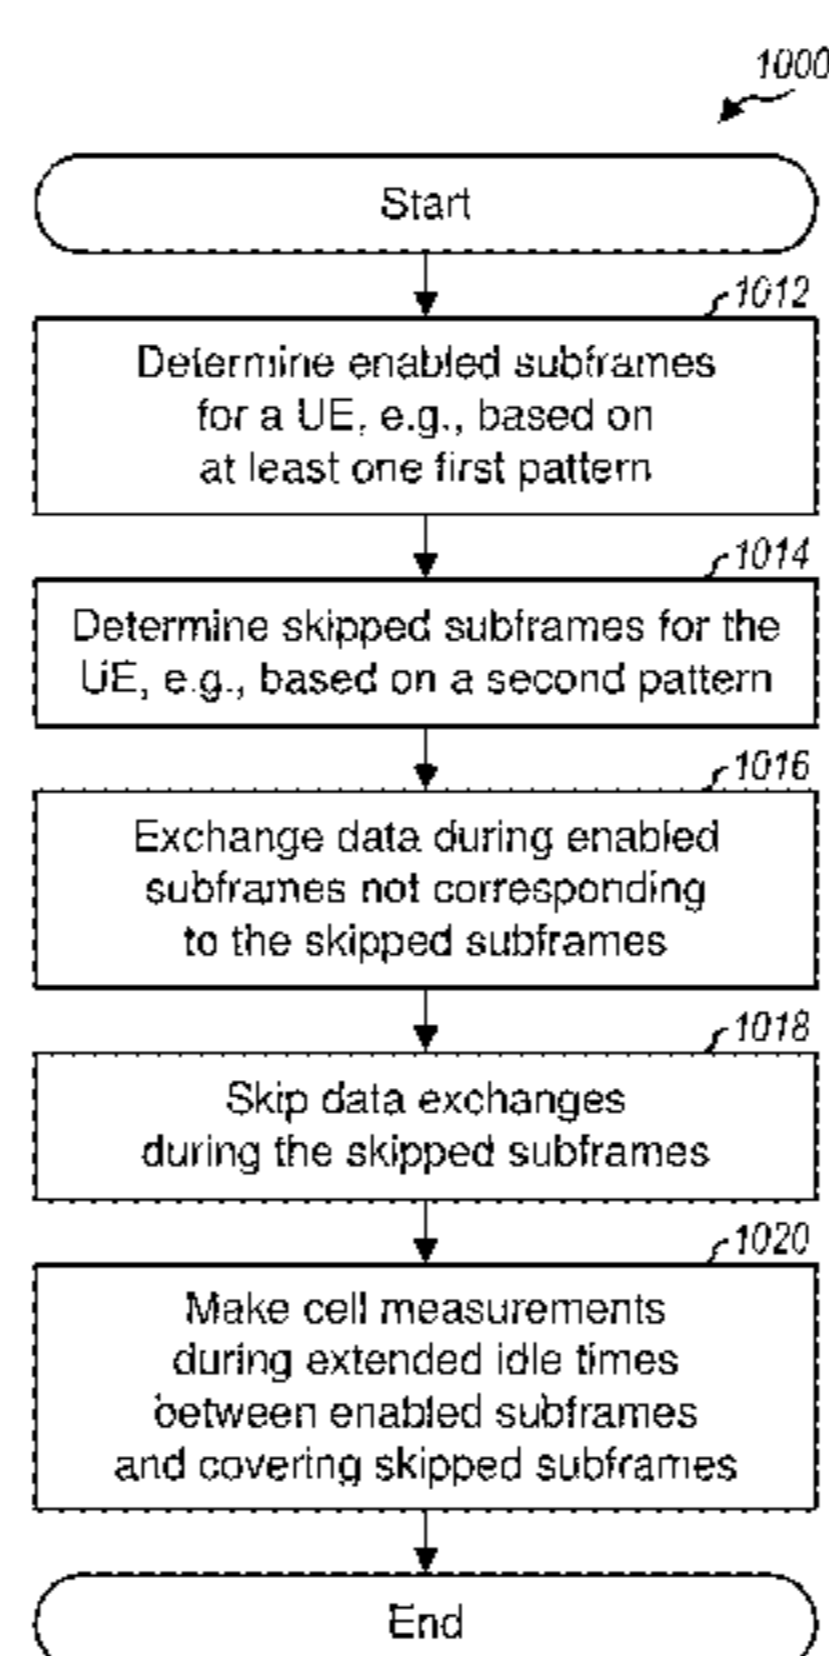 1000
Start
1012
Determine enabled subframes
for a UE, e.g., based on
at least one first pattern
1014
Determine skipped subframes for the
UE, e.g., based on a second pattern
1016
Exchange data during enabled
subframes not corresponding
to the skipped subframes
1018
Skip data exchanges
during the skipped subframes
1020
Make cell measurements
during extended idle times
between enabled subframes
and covering skipped subframes
End